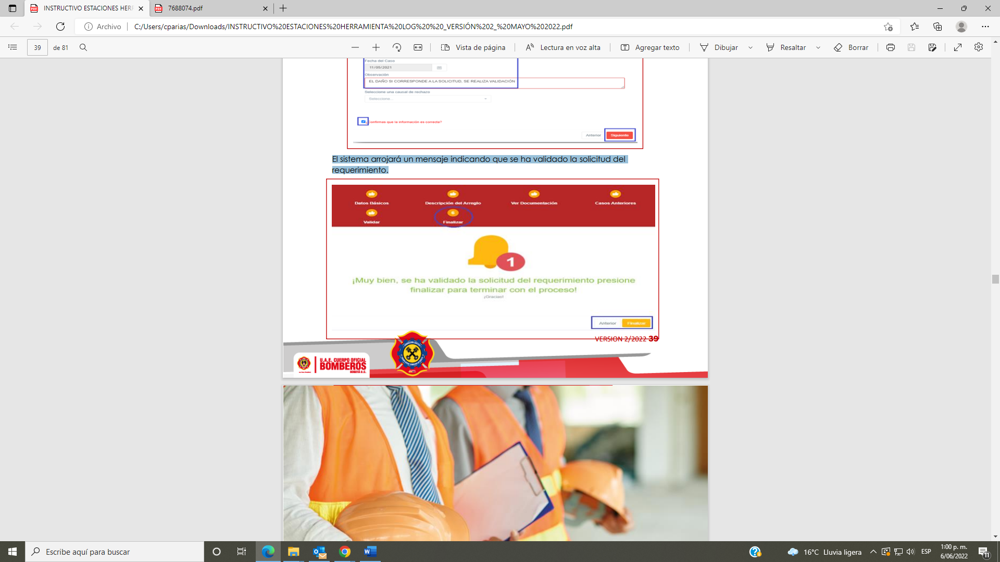 INSTRUCTIVO ESTACIONES HERR
7688074.pdf
Archivo
C:/Users/cparias/Downloads/INSTRUCTIVO%20ESTACIONES%20HERRAMIENTA%20LOG%20%20_VERSIÓN%202_%20MAYO%202022.pdf
39 de 81
Vista de página
Lectura en voz alta
Agregar texto
Dibujar
Resaltar
Borrar
Fecha del Caso
11/05/2021
Observación
EL DAÑO SI CORRESPONDE A LA SOLICITUD, SE REALIZA VALIDACIÓN
Seleccione una causal de rechazo
Seleccione...
¿Confirmas que la información es correcta?
Anterior Siguiente
El sistema arrojará un mensaje indicando que se ha validado la solicitud del
requerimiento.
Datos Básicos Descripción del Arreglo Ver Documentación Casos Anteriores
6
Validar Finalizar
1
¡Muy bien, se ha validado la solicitud del requerimiento presione
finalizar para terminar con el proceso!
¡Gracias!
Anterior Finalizar
VERSION 2/2022 39
U.A.E. CUERPO OFICIAL
BOMBEROS
BOGOTÁ D.C.
Escribe aquí para buscar
16°C Lluvia ligera
ESP
1:00 p. m.
6/06/2022
11